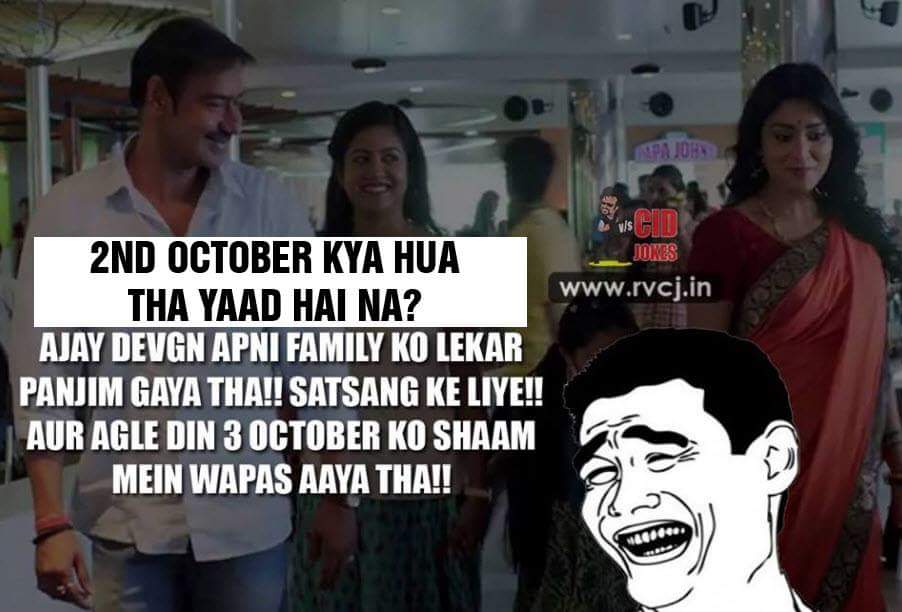 PAPA JOHN'S
V/S CID
JOKES
www.rvcj.in
2ND OCTOBER KYA HUA
THA YAAD HAI NA?
AJAY DEVGN APNI FAMILY KO LEKAR
PANJIM GAYA THA!! SATSANG KE LIYE!!
AUR AGLE DIN 3 OCTOBER KO SHAAM
MEIN WAPAS AAYA THA!!